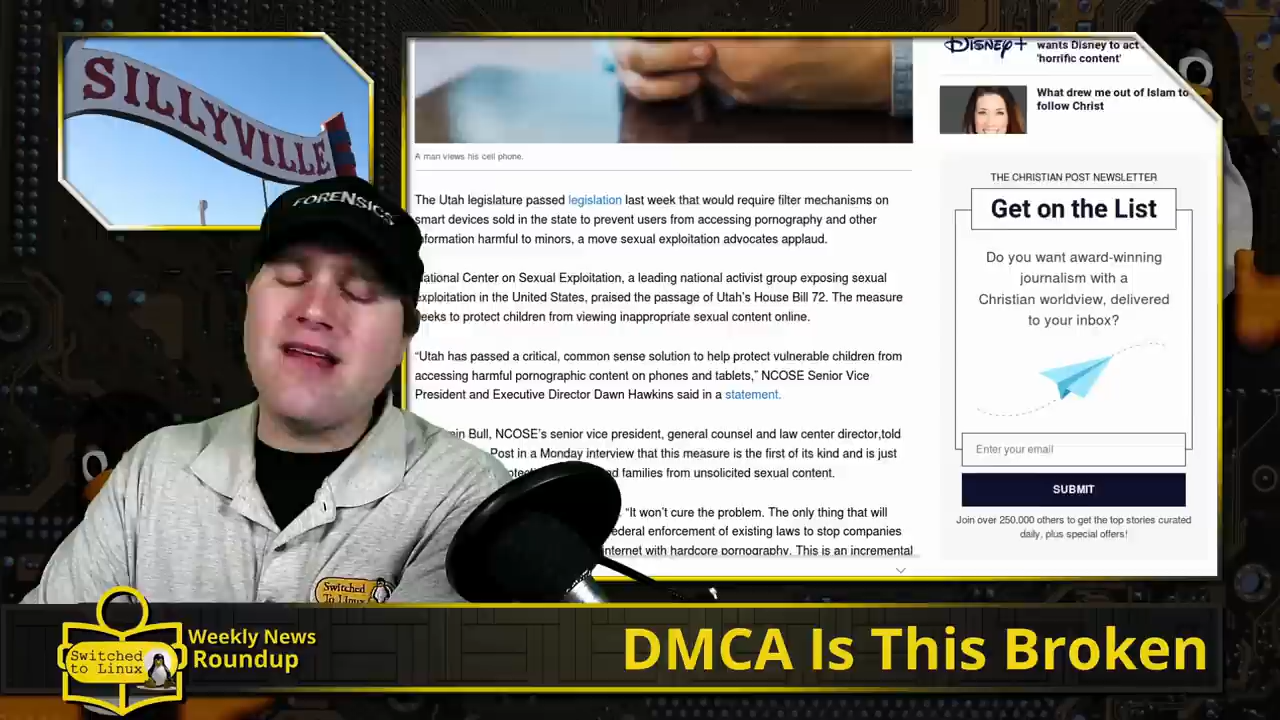 SILLYVILLE
FORENSICS
A man views his cell phone.
The Utah legislature passed legislation last week that would require filter mechanisms on
smart devices sold in the state to prevent users from accessing pornography and other
information harmful to minors, a move sexual exploitation advocates applaud.
National Center on Sexual Exploitation, a leading national activist group exposing sexual
exploitation in the United States, praised the passage of Utah's House Bill 72. The measure
seeks to protect children from viewing inappropriate sexual content online.
“Utah has passed a critical, common sense solution to help protect vulnerable children from
accessing harmful pornographic content on phones and tablets,” NCOSE Senior Vice
President and Executive Director Dawn Hawkins said in a statement.
Bull, NCOSE's senior vice president, general counsel and law center director,told
Post in a Monday interview that this measure is the first of its kind and is just
families from unsolicited sexual content.
“It won't cure the problem. The only thing that will
federal enforcement of existing laws to stop companies
internet with hardcore pornography. This is an incremental
Disney+
wants Disney to act
'horrific content'
What drew me out of Islam to
follow Christ
THE CHRISTIAN POST NEWSLETTER
Get on the List
Do you want award-winning
journalism with a
Christian worldview, delivered
to your inbox?
Enter your email
SUBMIT
Join over 250,000 others to get the top stories curated
daily, plus special offers!
Switched
To Linux
Switched
to Linux
Weekly News
Roundup
DMCA Is This Broken